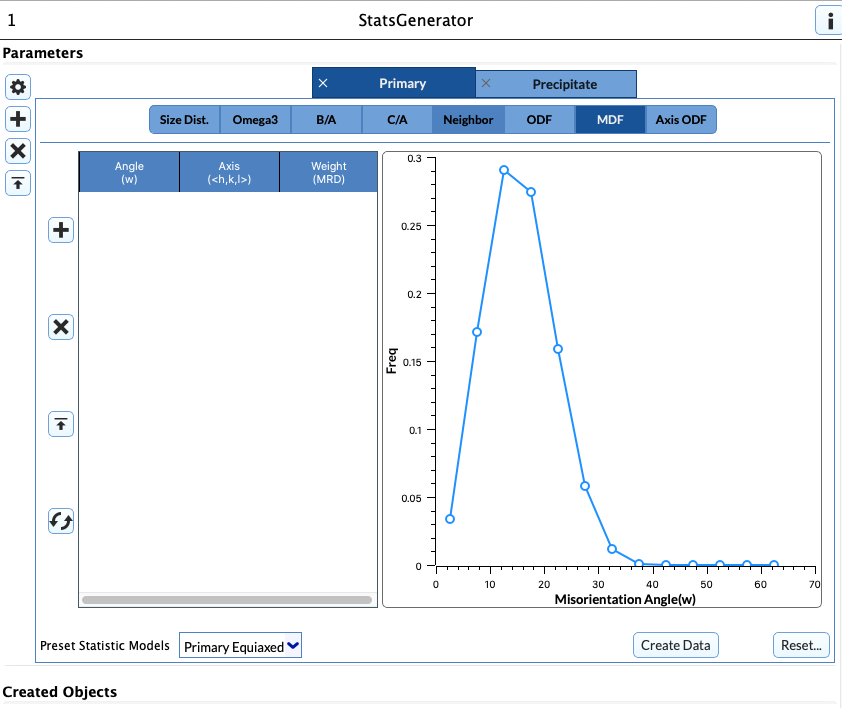 1 StatsGenerator
Parameters
Primary Precipitate
Size Dist. Omega3 B/A C/A Neighbor ODF MDF Axis ODF
Angle Axis Weight
(w) (<h,k,l>) (MRD)
0.3
0.25
0.2
0.15
0.1
0.05
0
Freq
0 10 20 30 40 50 60 70
Misorientation Angle(w)
Preset Statistic Models Primary Equiaxed Create Data Reset...
Created Objects